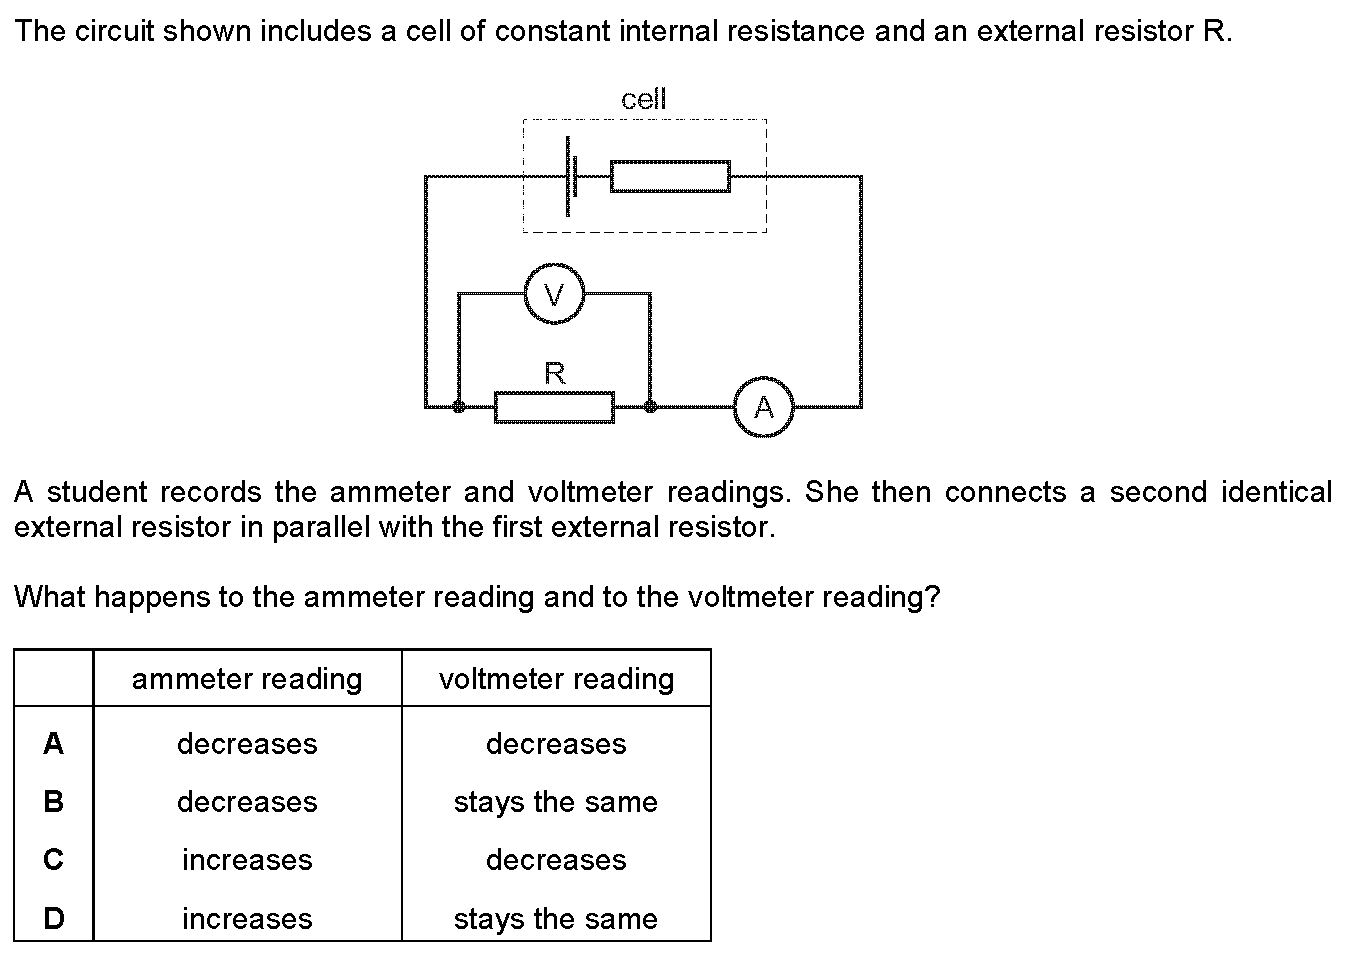 The circuit shown includes a cell of constant internal resistance and an external resistor R.
cell
V
R
A
A student records the ammeter and voltmeter readings. She then connects a second identical
external resistor in parallel with the first external resistor.
What happens to the ammeter reading and to the voltmeter reading?
ammeter reading voltmeter reading
A decreases decreases
B decreases stays the same
C increases decreases
D increases stays the same